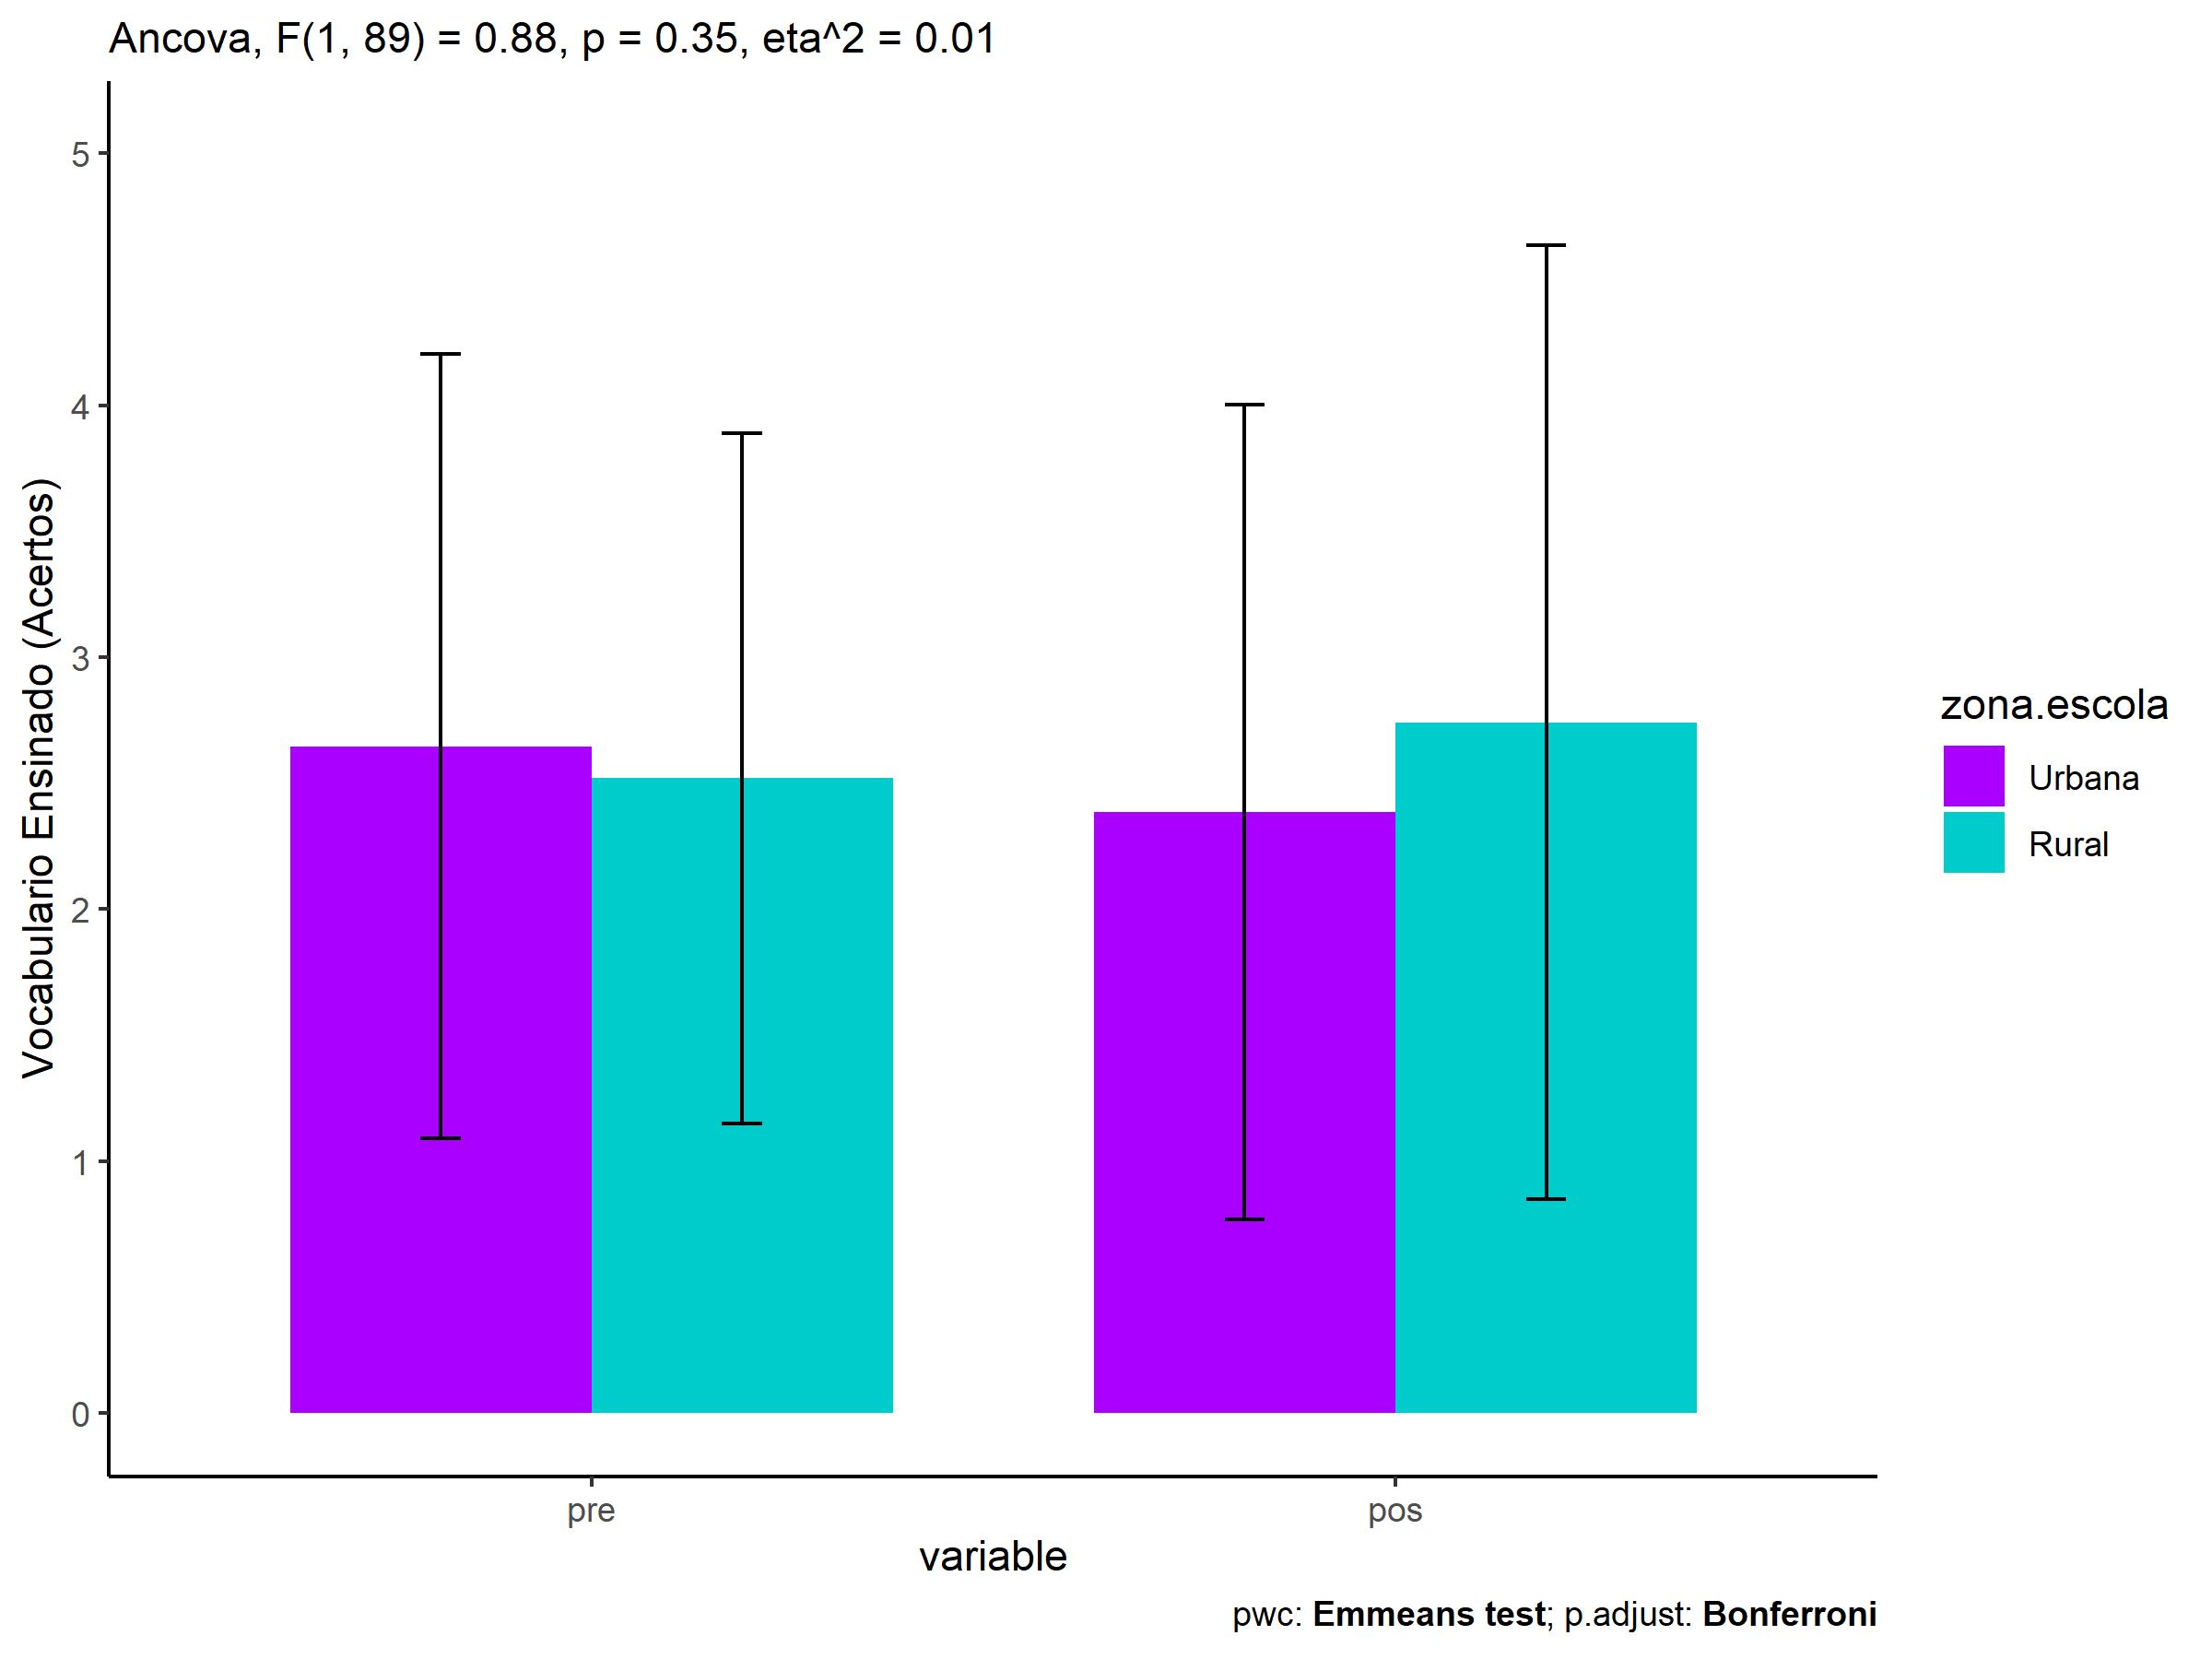 Ancova, F(1, 89) = 0.88, p = 0.35, eta^2 = 0.01
Vocabulario Ensinado (Acertos)
5
4
3
2
1
0
pre
pos
variable
zona.escola
Urbana
Rural
pwc: Emmeans test; p.adjust: Bonferroni